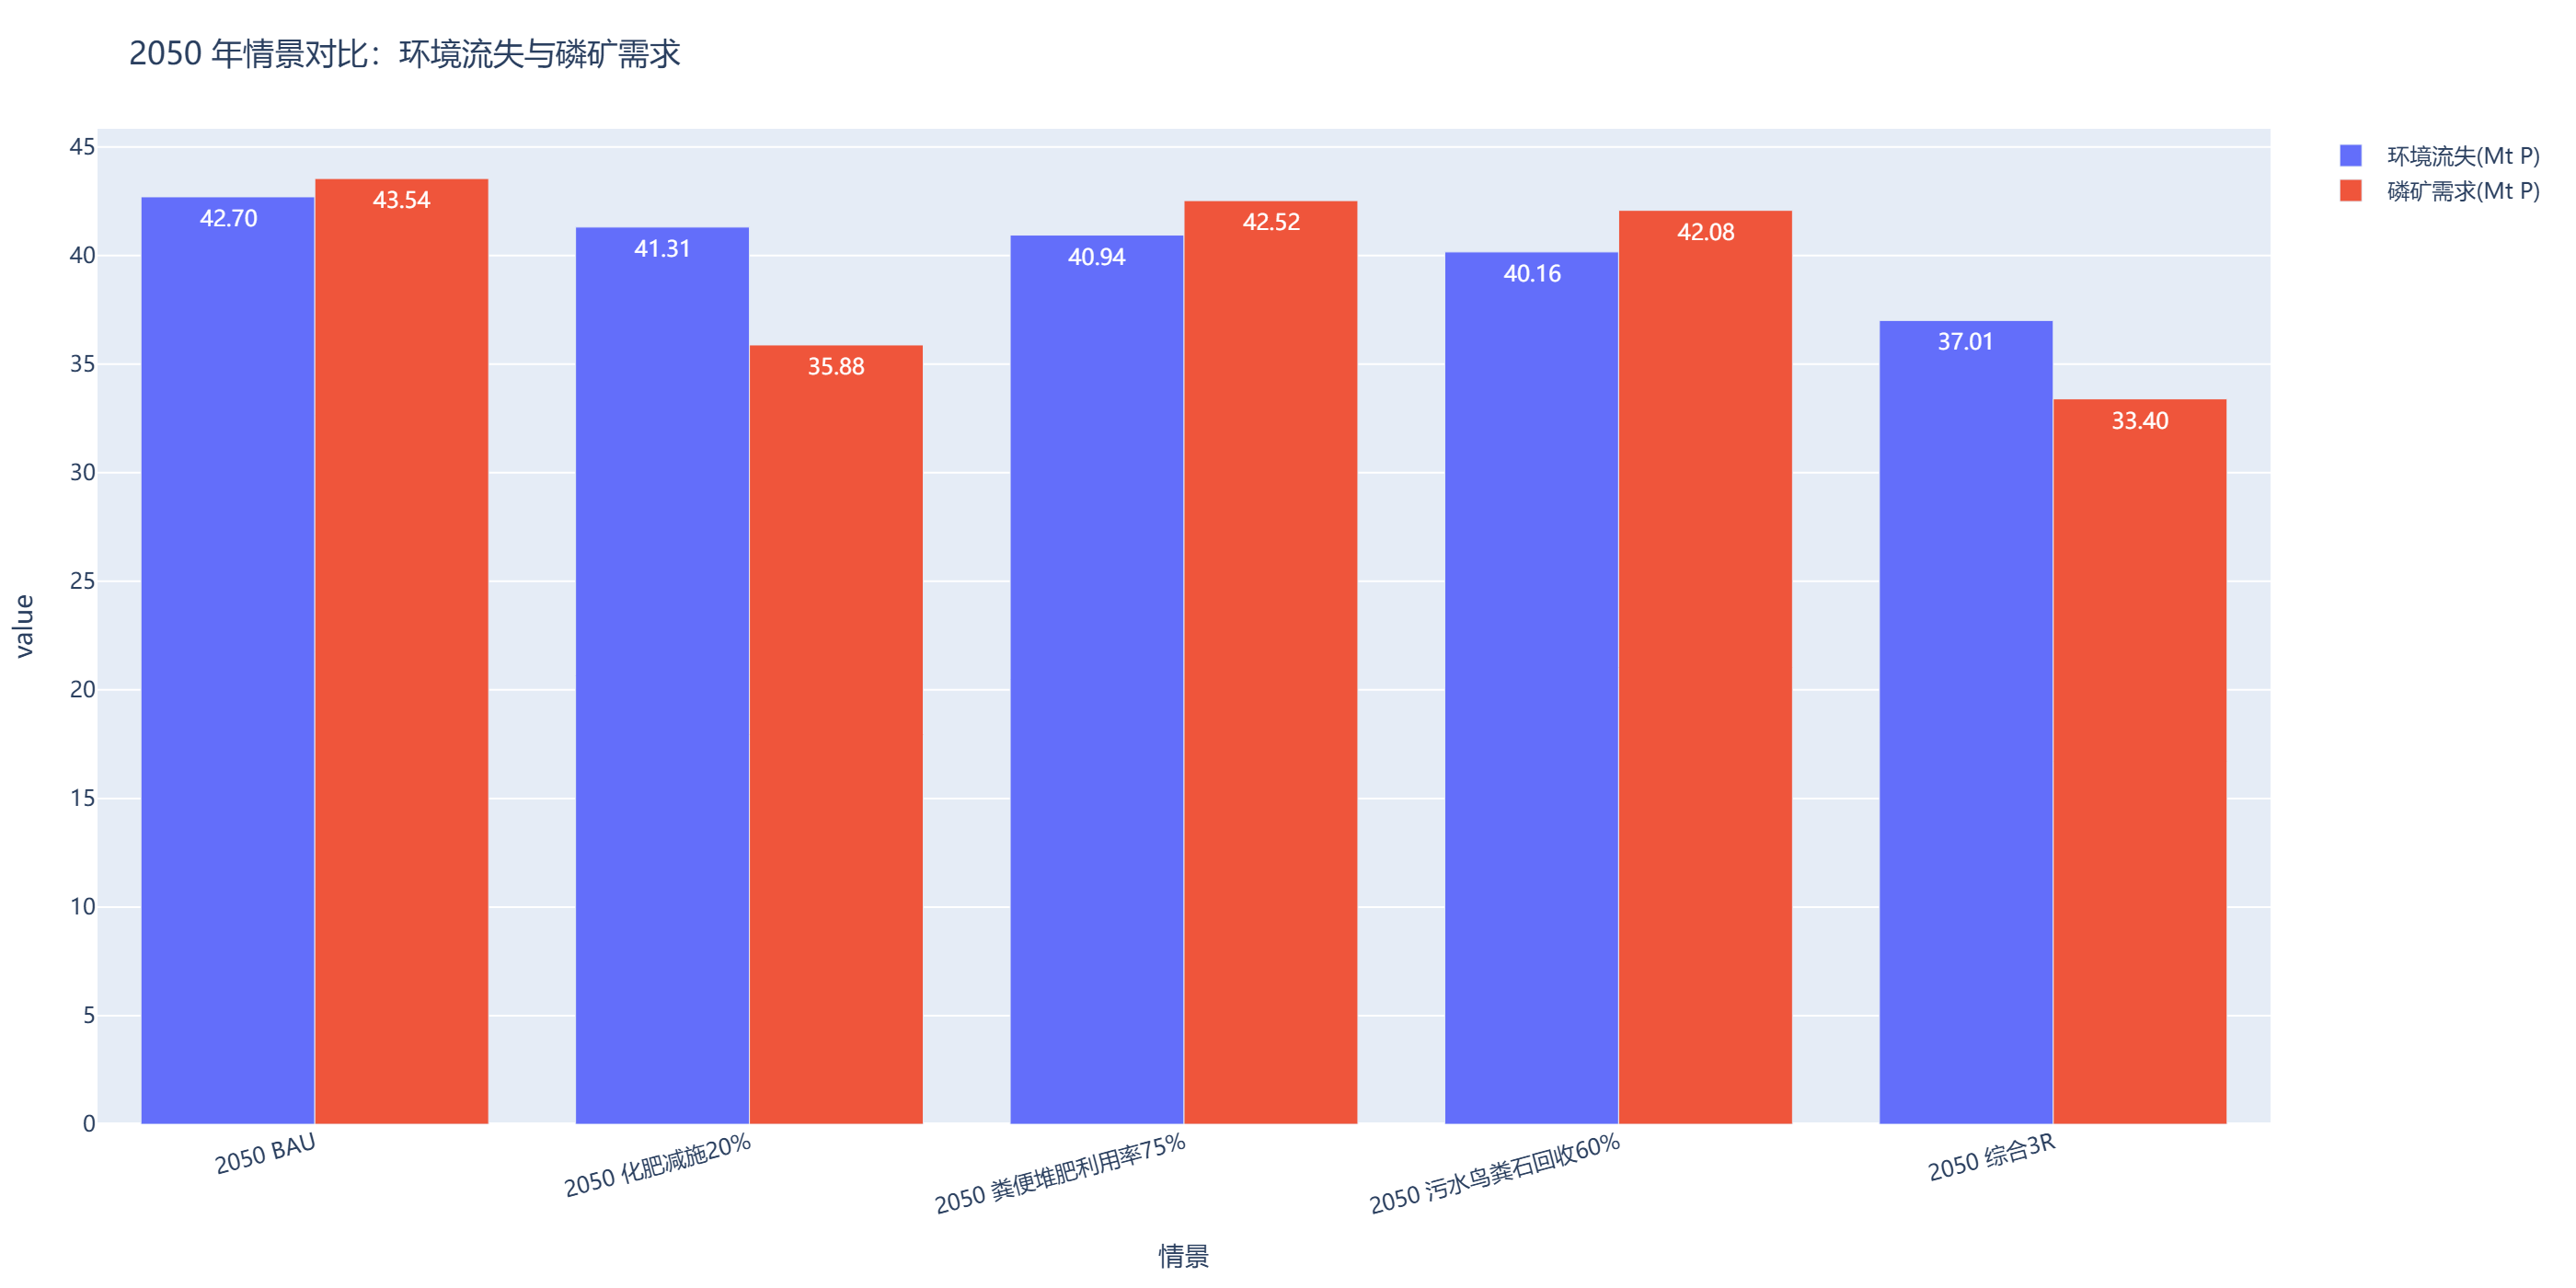 2050 年情景对比：环境流失与磷矿需求
环境流失(Mt P)
磷矿需求(Mt P)
45
40
35
30
25
20
15
10
5
0
value
42.70
43.54
41.31
35.88
40.94
42.52
40.16
42.08
37.01
33.40
2050 BAU
2050 化肥减施20%
2050 粪便堆肥利用率75%
2050 污水鸟粪石回收60%
2050 综合3R
情景